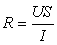 R = US/I